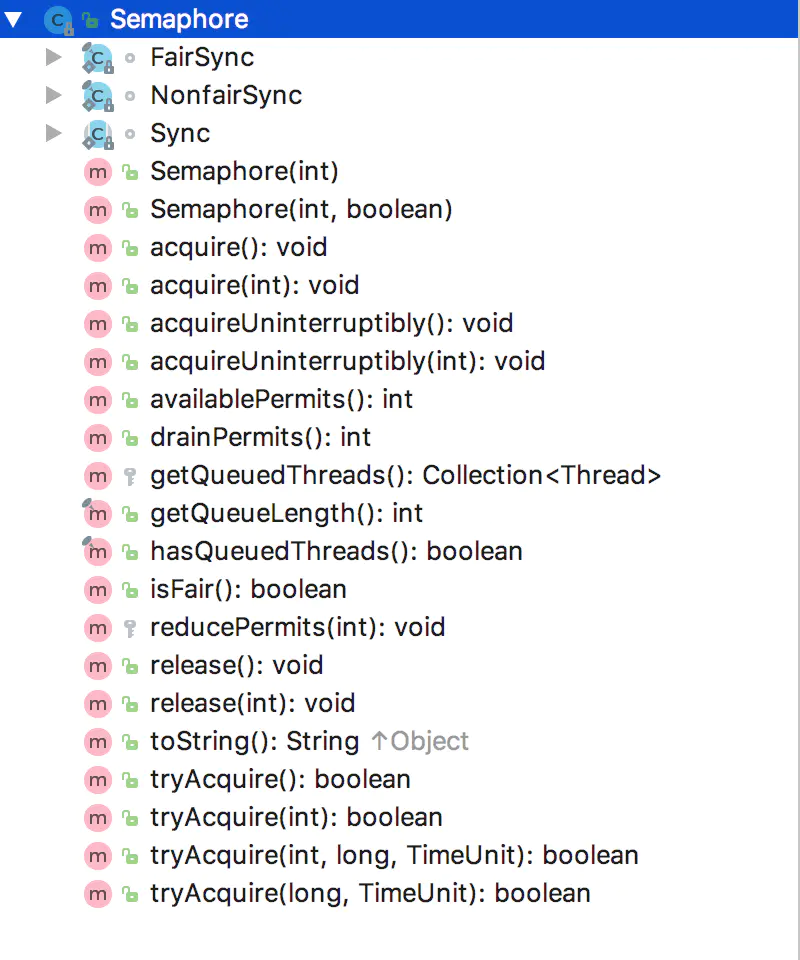 Semaphore
FairSync
NonfairSync
Sync
Semaphore(int)
Semaphore(int, boolean)
acquire(): void
acquire(int): void
acquireUninterruptibly(): void
acquireUninterruptibly(int): void
availablePermits(): int
drainPermits(): int
getQueuedThreads(): Collection<Thread>
getQueueLength(): int
hasQueuedThreads(): boolean
isFair(): boolean
reducePermits(int): void
release(): void
release(int): void
toString(): String ↑Object
tryAcquire(): boolean
tryAcquire(int): boolean
tryAcquire(int, long, TimeUnit): boolean
tryAcquire(long, TimeUnit): boolean